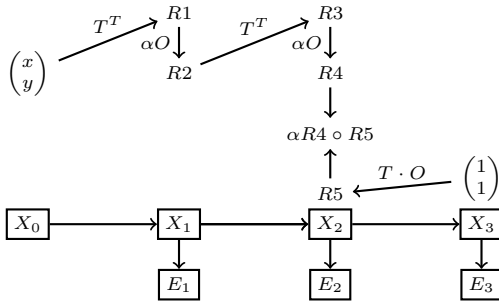 R1
R3
T^T
T^T
αO
αO
(x y)
R2
R4
αR4 ∘ R5
T · O
(1 1)
R5
X_0
X_1
X_2
X_3
E_1
E_2
E_3